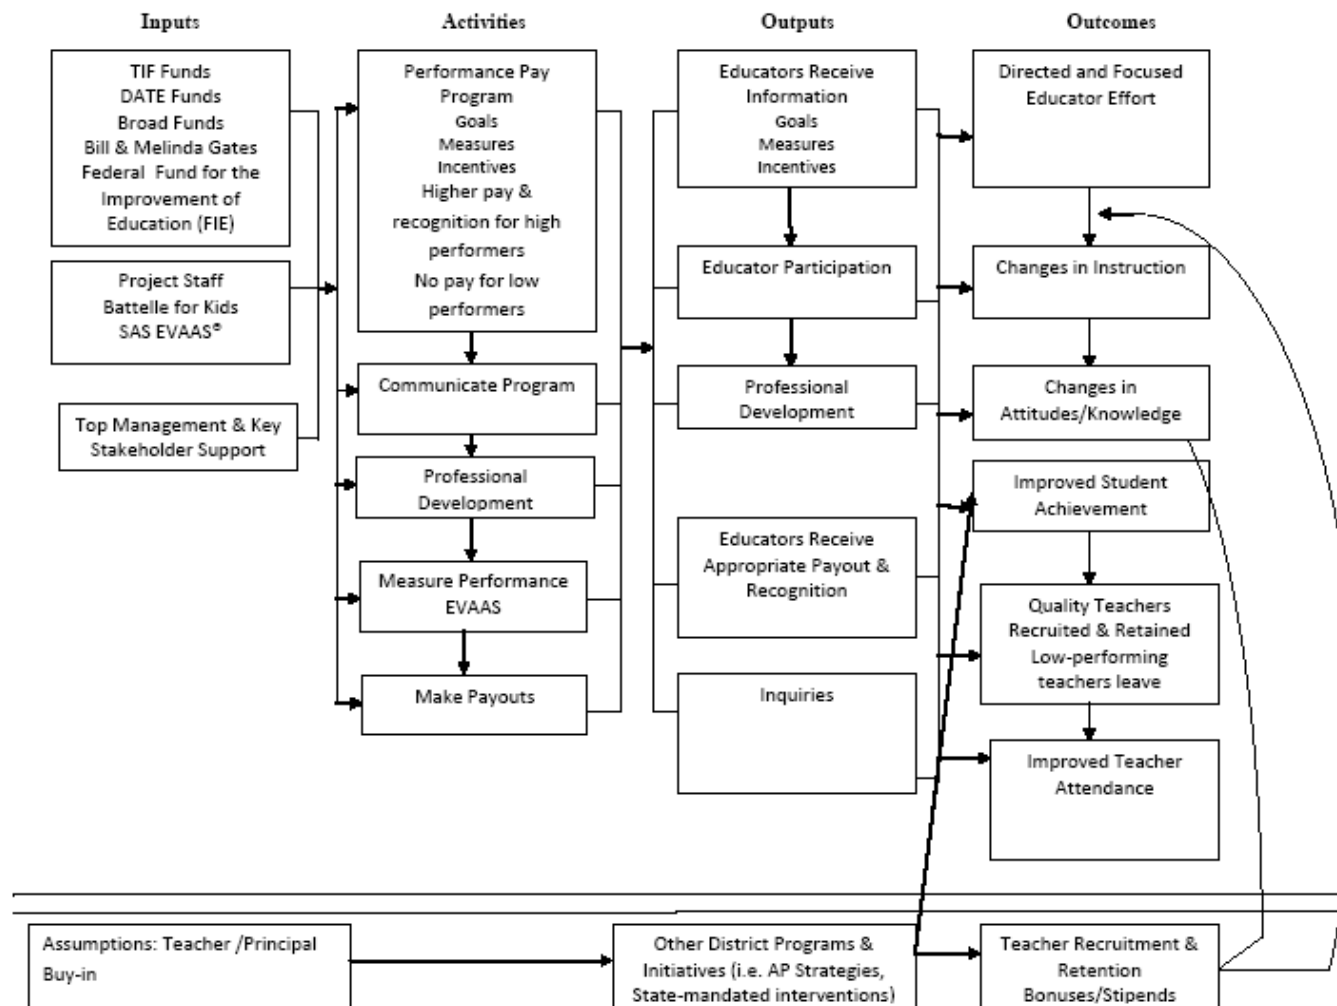 Inputs
Activities
Outputs
Outcomes
TIF Funds
DATE Funds
Broad Funds
Bill & Melinda Gates
Federal Fund for the
Improvement of
Education (FIE)
Project Staff
Battelle for Kids
SAS EVAAS®
Top Management & Key
Stakeholder Support
Performance Pay
Program
Goals
Measures
Incentives
Higher pay &
recognition for high
performers
No pay for low
performers
Communicate Program
Professional
Development
Measure Performance
EVAAS
Make Payouts
Educators Receive
Information
Goals
Measures
Incentives
Educator Participation
Professional
Development
Educators Receive
Appropriate Payout &
Recognition
Inquiries
Directed and Focused
Educator Effort
Changes in Instruction
Changes in
Attitudes/Knowledge
Improved Student
Achievement
Quality Teachers
Recruited & Retained
Low-performing
teachers leave
Improved Teacher
Attendance
Assumptions: Teacher /Principal
Buy-in
Other District Programs &
Initiatives (i.e. AP Strategies,
State-mandated interventions)
Teacher Recruitment &
Retention
Bonuses/Stipends